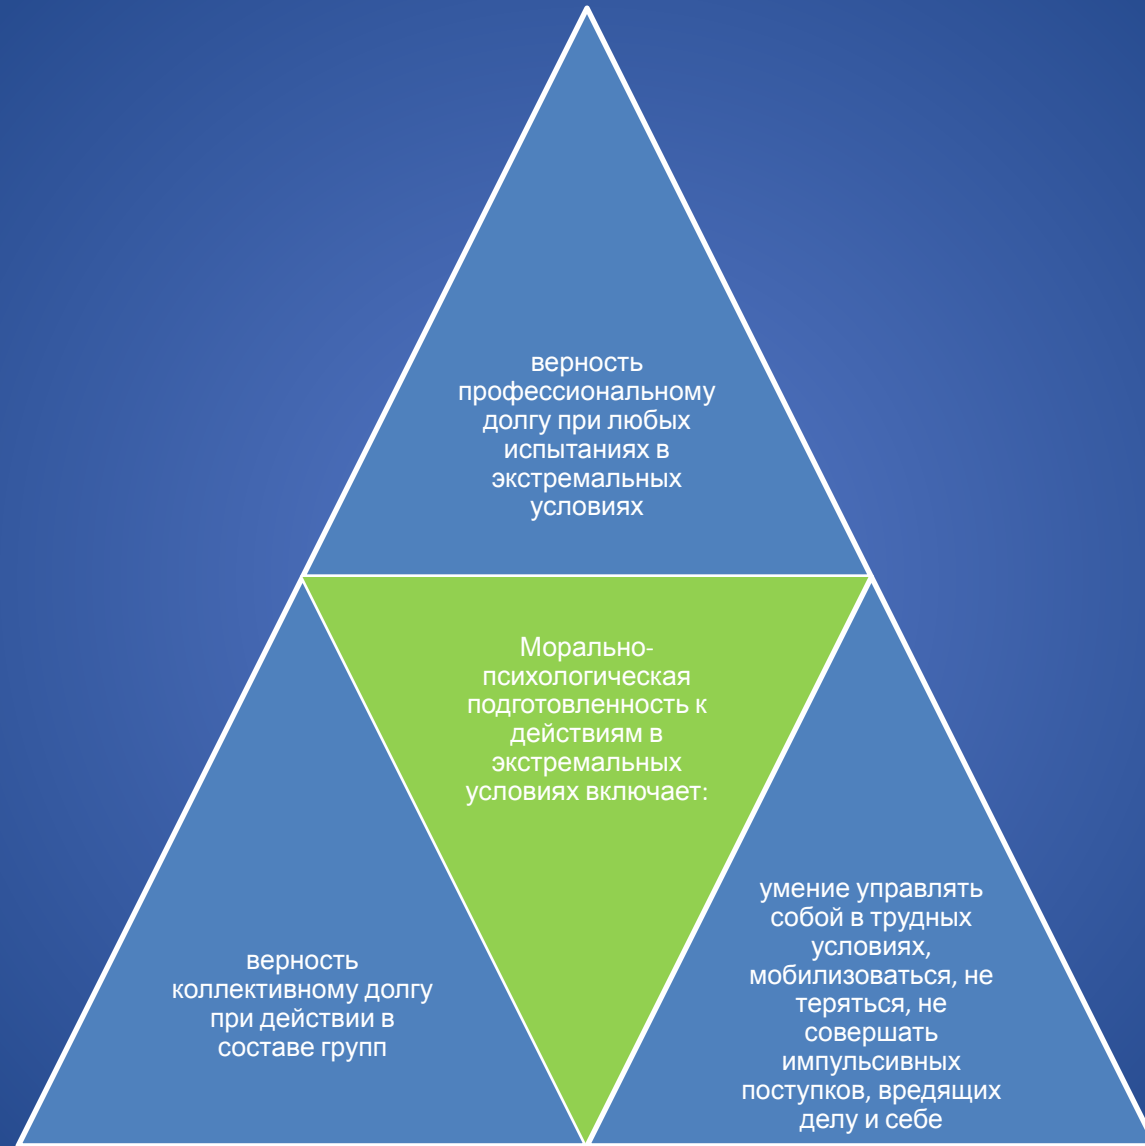 верность
профессиональному
долгу при любых
испытаниях в
экстремальных
условиях
Морально-
психологическая
подготовленность к
действиям в
экстремальных
условиях включает:
верность
коллективному долгу
при действии в
составе групп
умение управлять
собой в трудных
условиях,
мобилизоваться, не
теряться, не
совершать
импульсивных
поступков, вредящих
делу и себе